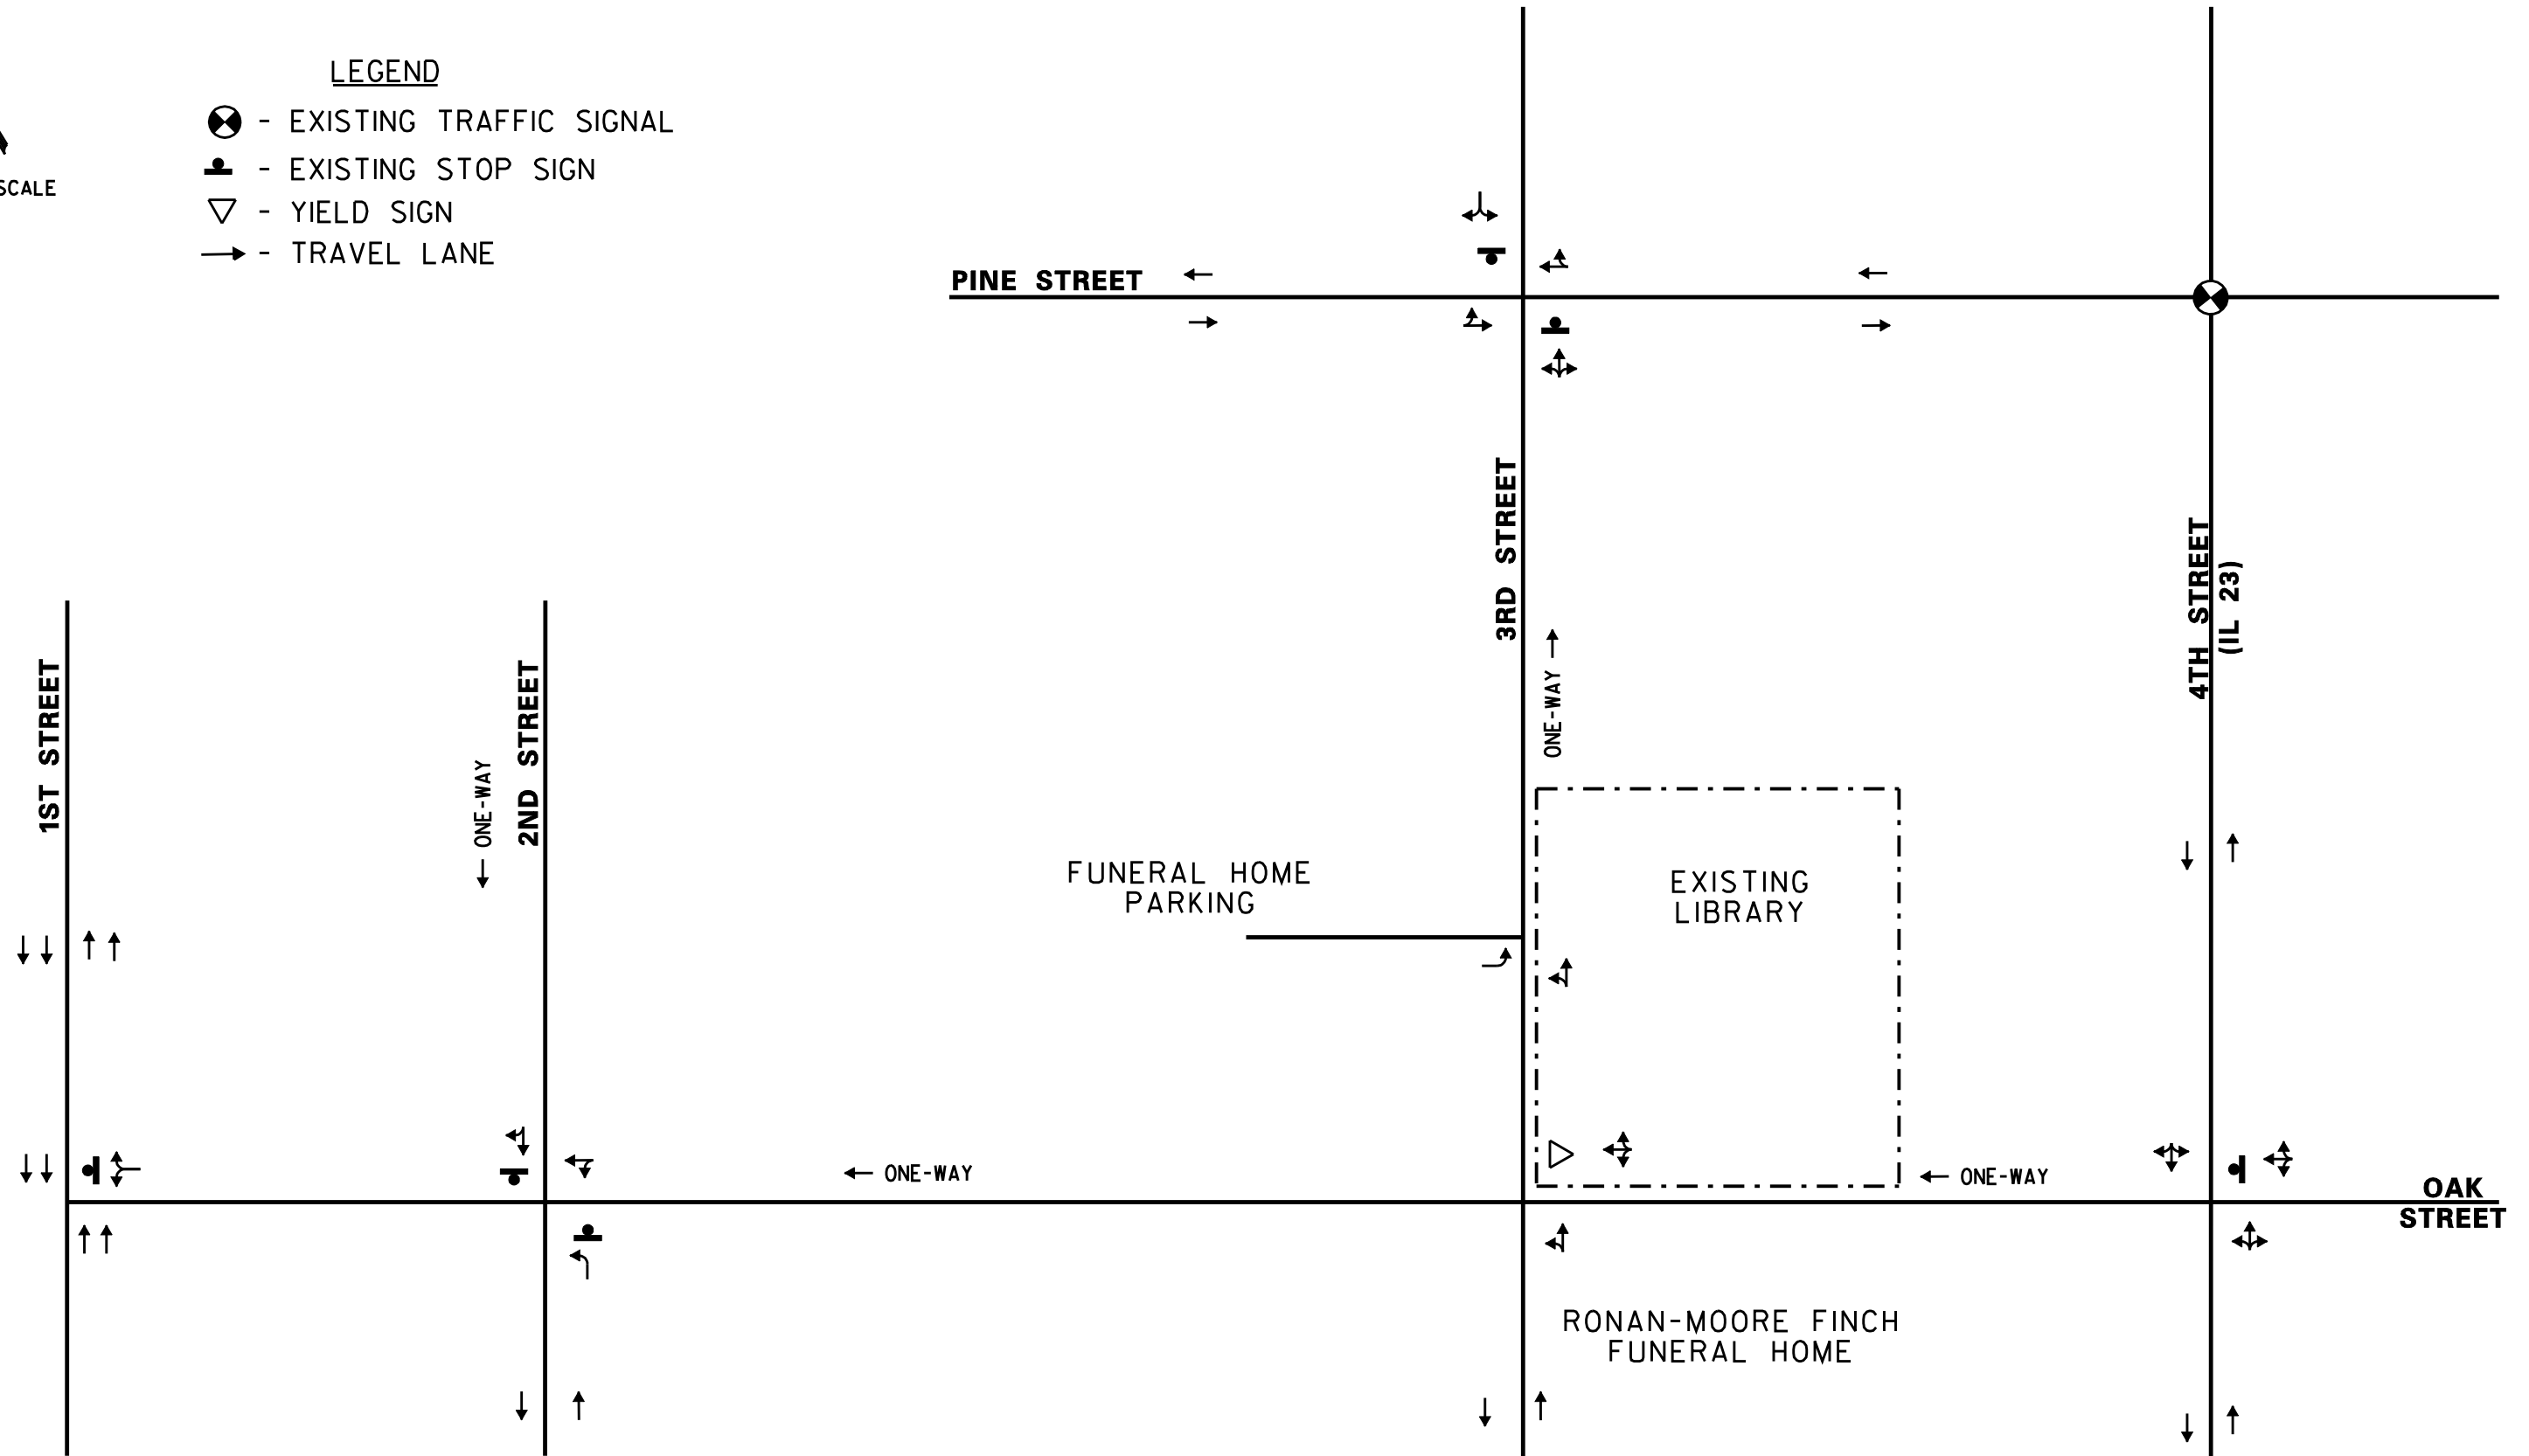 LEGEND
- EXISTING TRAFFIC SIGNAL
- EXISTING STOP SIGN
SCALE
- YIELD SIGN
- TRAVEL LANE
PINE STREET
3RD STREET
4TH STREET
(IL 23)
1ST STREET
2ND STREET
ONE-WAY
ONE-WAY
FUNERAL HOME
PARKING
EXISTING
LIBRARY
ONE-WAY
ONE-WAY
OAK
STREET
RONAN-MOORE FINCH
FUNERAL HOME